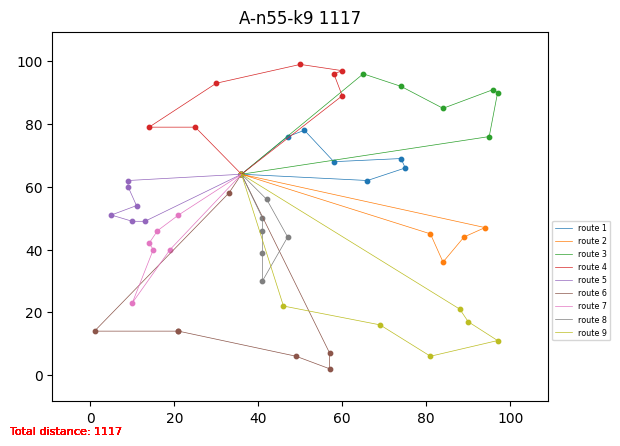 A-n55-k9 1117
100
80
60
40
20
0
0 20 40 60 80 100
route 1
route 2
route 3
route 4
route 5
route 6
route 7
route 8
route 9
Total distance: 1117